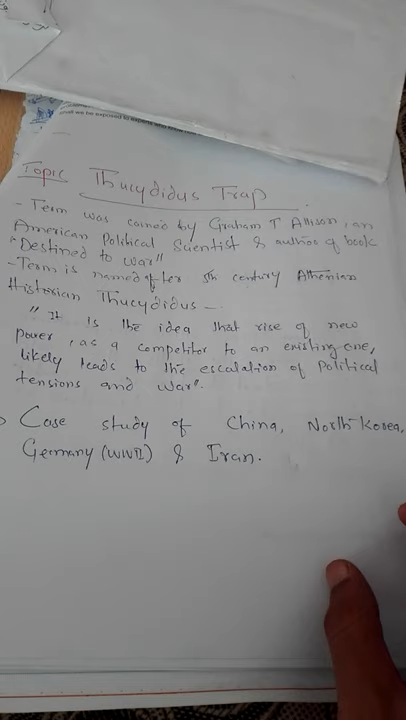 Topic Thucydidus Trap
- Term was coined by Graham T Allison, an
American Political Scientist & author of book
"Destined to War"
- Term is named after 5th century Athenian
Historian Thucydidus -
" It is the idea that rise of new
power, as a competitor to an existing one,
likely leads to the escalation of Political
tensions and War".
Case study of China, North Korea,
Germany (WWII) & Iran.